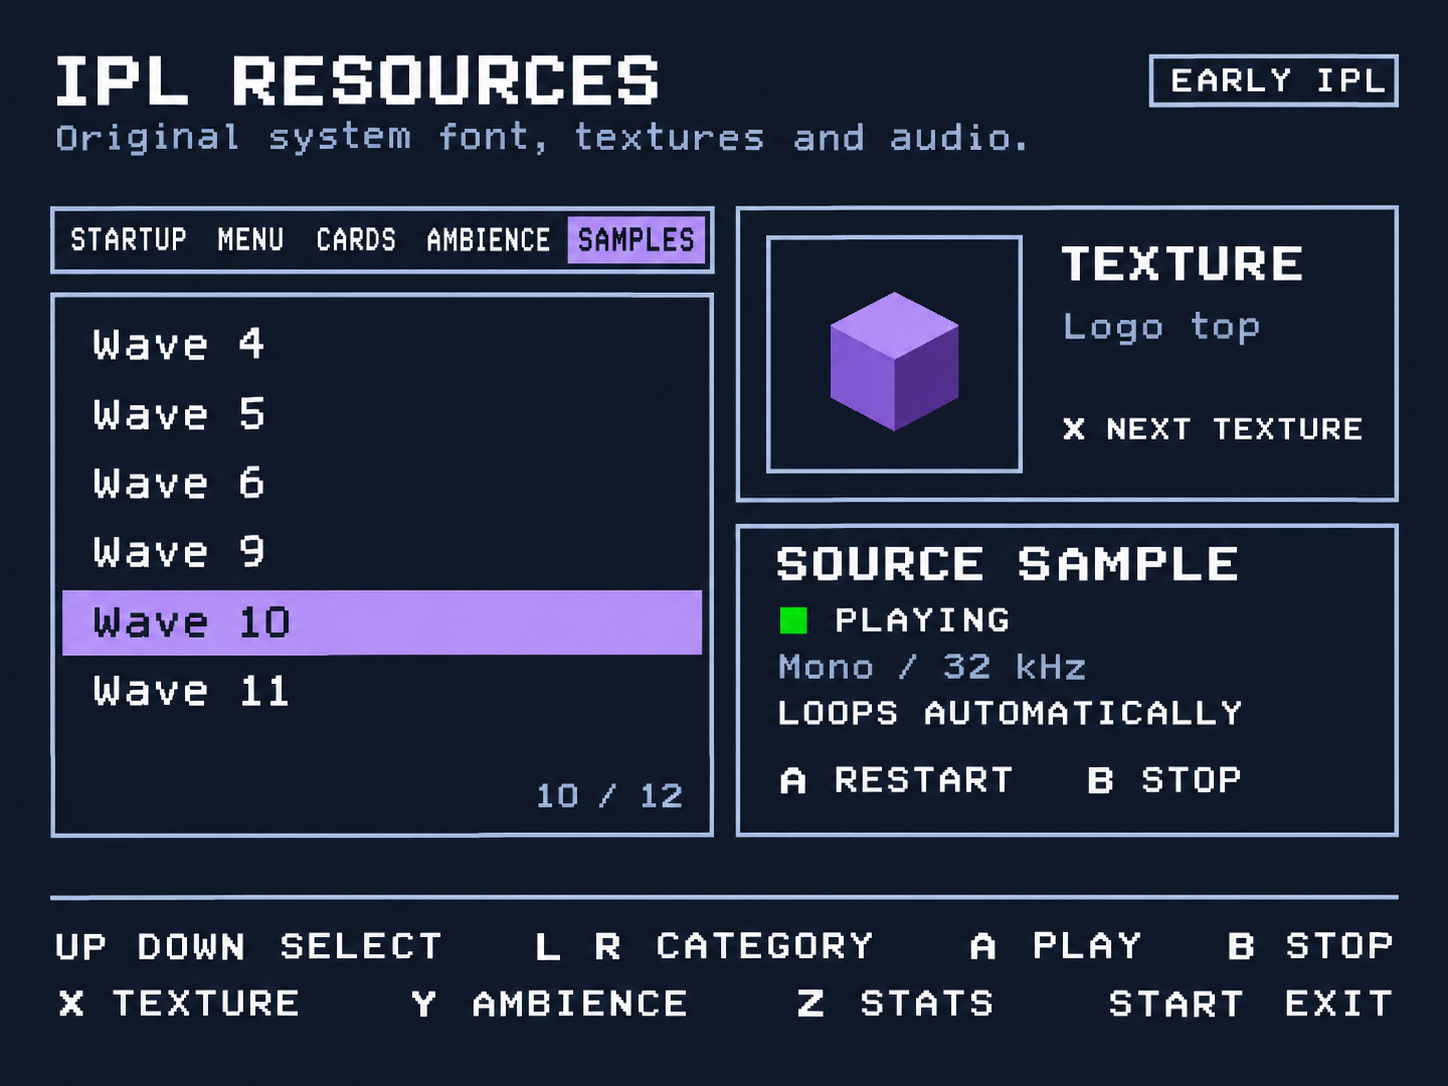 IPL RESOURCES
EARLY IPL
Original system font, textures and audio.
STARTUP MENU CARDS AMBIENCE SAMPLES
Wave 4
Wave 5
Wave 6
Wave 9
Wave 10
Wave 11
10 / 12
TEXTURE
Logo top
X NEXT TEXTURE
SOURCE SAMPLE
PLAYING
Mono / 32 kHz
LOOPS AUTOMATICALLY
A RESTART B STOP
UP DOWN SELECT L R CATEGORY A PLAY B STOP
X TEXTURE Y AMBIENCE Z STATS START EXIT